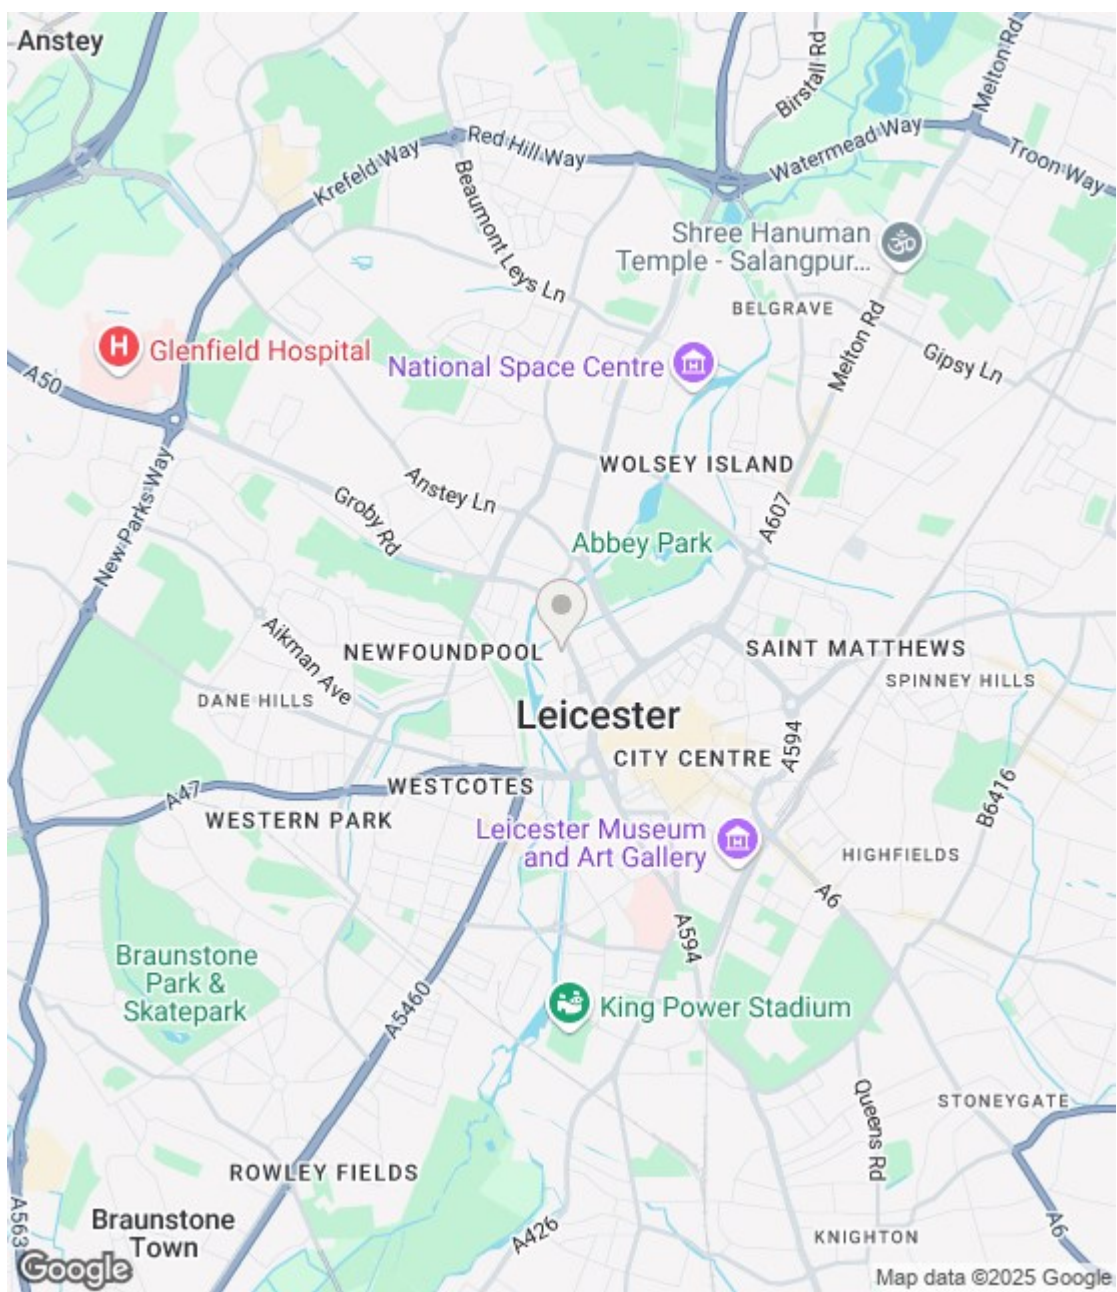 Anstey
Birstall Rd
Melton Rd
Krefeld Way
Red Hill Way
Watermead Way
Troon Way
Beaumont Leys Ln
Shree Hanuman
Temple - Salangpur...
BELGRAVE
H
Glenfield Hospital
National Space Centre
Melton Rd
Gipsy Ln
A50
New Parks Way
Anstey Ln
Groby Rd
WOLSEY ISLAND
A607
Abbey Park
Aikman Ave
NEWFOUNDPOOL
SAINT MATTHEWS
SPINNEY HILLS
DANE HILLS
Leicester
CITY CENTRE
A594
A47
WESTCOTES
B6416
WESTERN PARK
Leicester Museum
and Art Gallery
HIGHFIELDS
A6
A594
Braunstone
Park &
Skatepark
A5460
King Power Stadium
Queens Rd
STONEYGATE
ROWLEY FIELDS
A563
Braunstone
Town
A426
KNIGHTON
A6
Google
Map data ©2025 Google